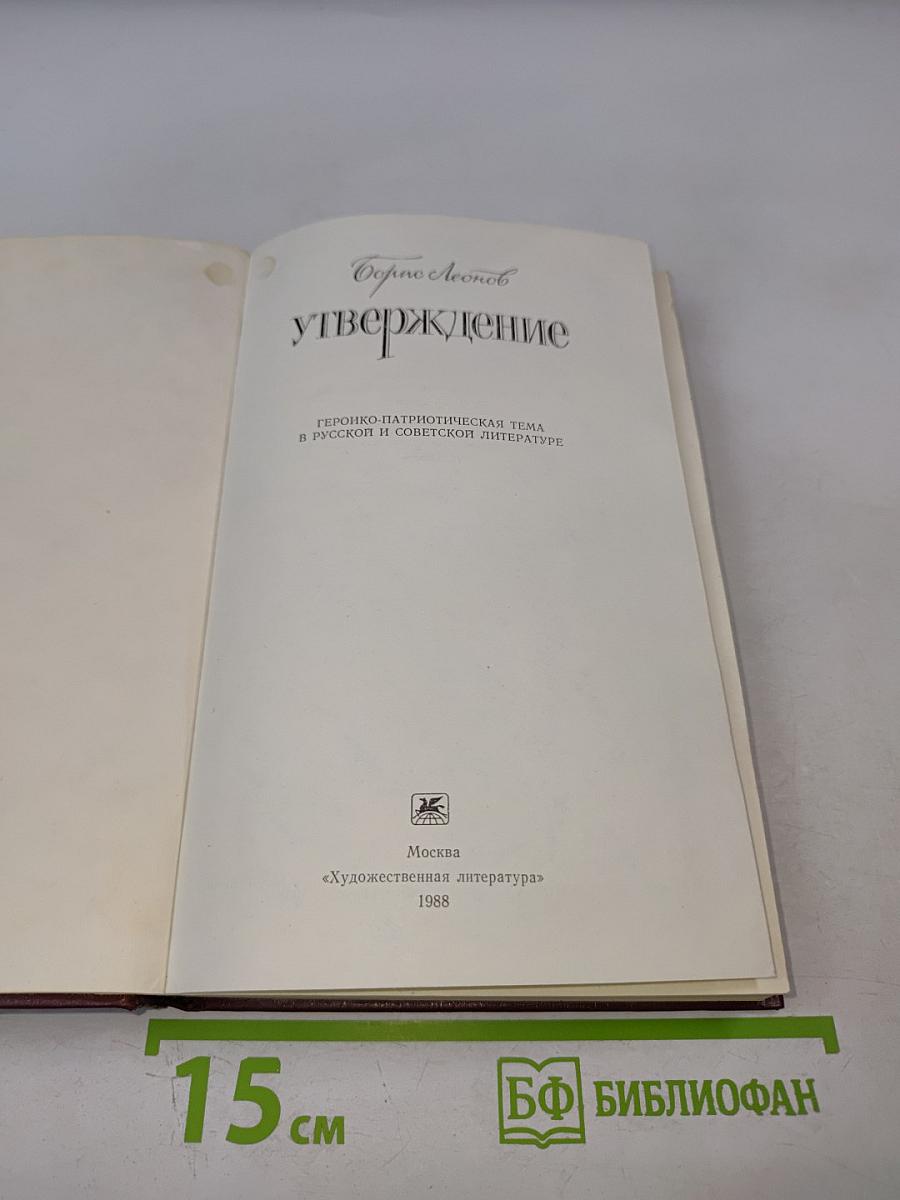 Борис Леонов
утверждение
ГЕРОИКО-ПАТРИОТИЧЕСКАЯ ТЕМА
В РУССКОЙ И СОВЕТСКОЙ ЛИТЕРАТУРЕ
Москва
«Художественная литература»
1988
15 см
БФ БИБЛИОФАН